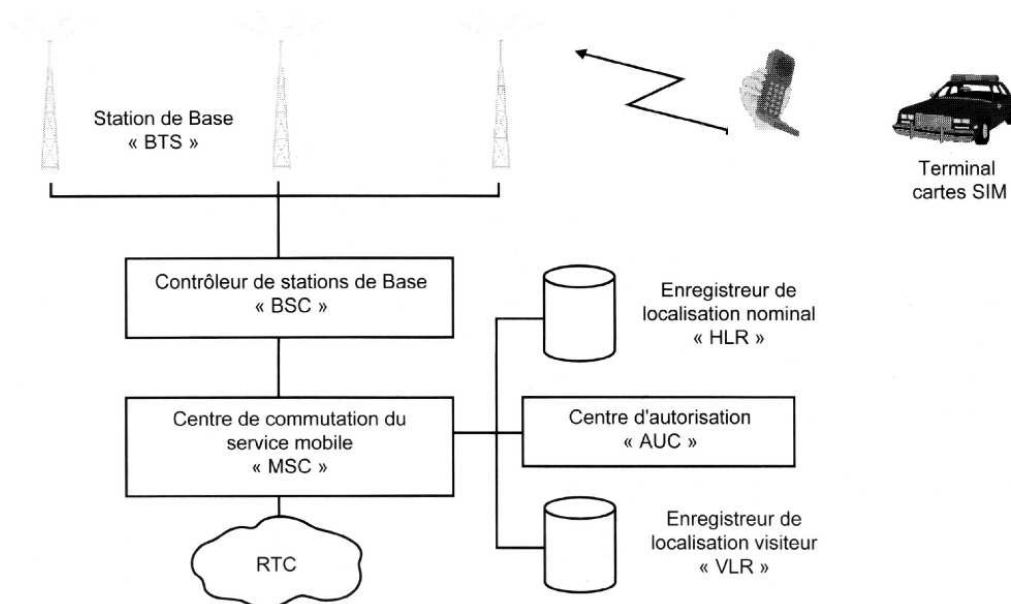 Station de Base
« BTS »
Terminal
cartes SIM
Contrôleur de stations de Base
« BSC »
Enregistreur de
localisation nominal
« HLR »
Centre de commutation du
service mobile
« MSC »
Centre d'autorisation
« AUC »
RTC
Enregistreur de
localisation visiteur
« VLR »